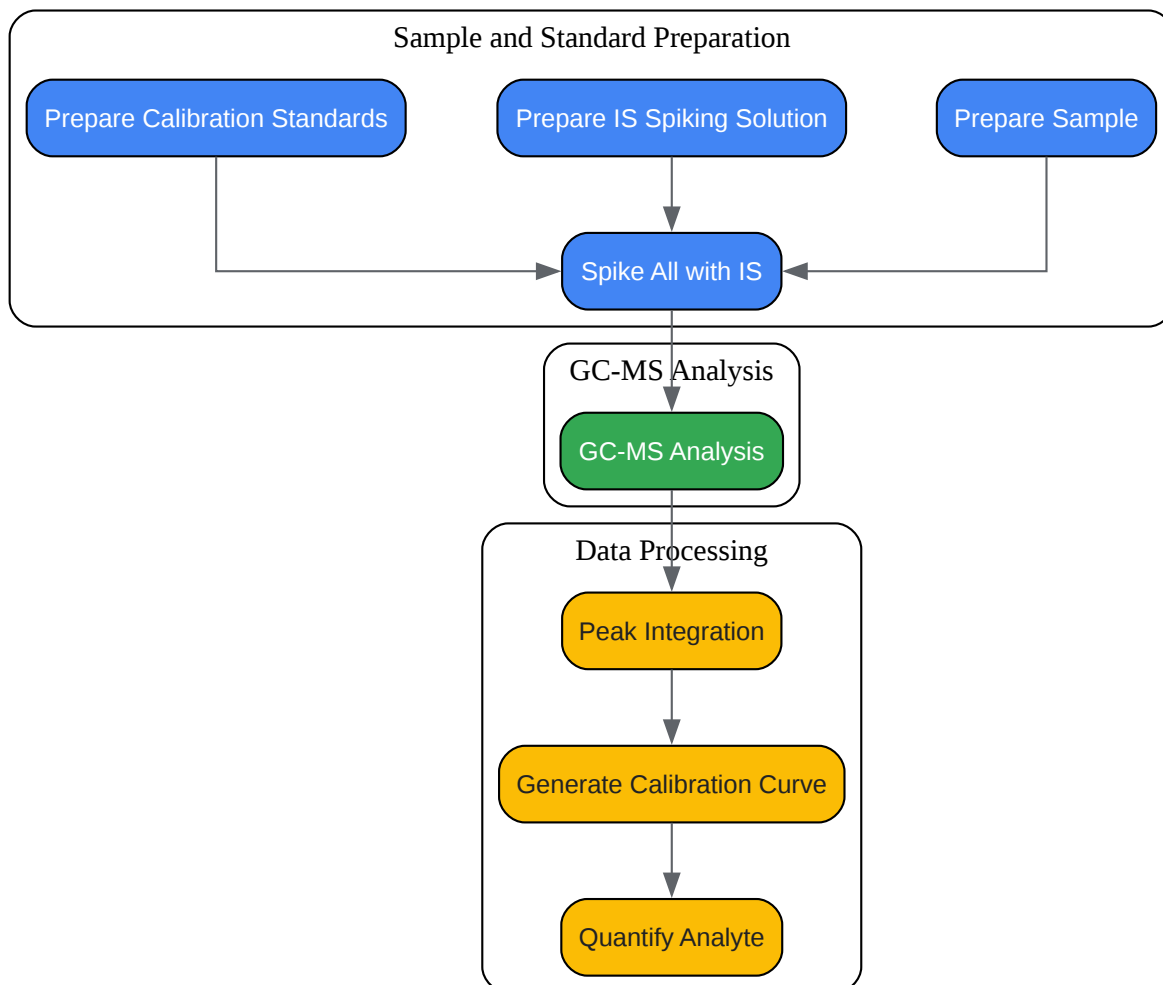 Sample and Standard Preparation
Prepare Calibration Standards
Prepare IS Spiking Solution
Prepare Sample
Spike All with IS
GC-MS Analysis
GC-MS Analysis
Data Processing
Peak Integration
Generate Calibration Curve
Quantify Analyte